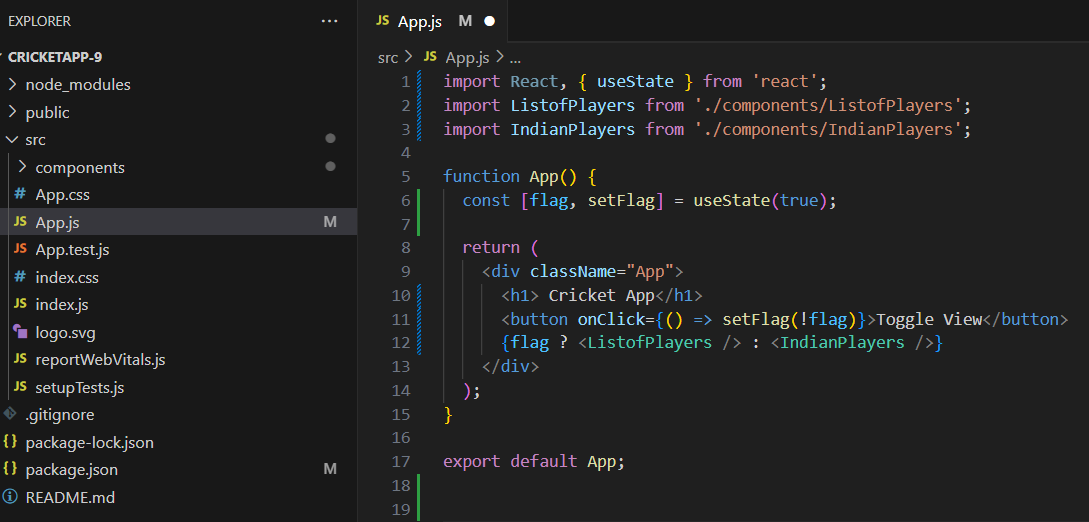 EXPLORER ...
CRICKETAPP-9
node_modules
public
src
components
# App.css
JS App.js M
JS App.test.js
# index.css
JS index.js
logo.svg
JS reportWebVitals.js
JS setupTests.js
.gitignore
{} package-lock.json
{} package.json M
README.md
JS App.js M
src > JS App.js > ...
1 import React, { useState } from 'react';
2 import ListofPlayers from './components/ListofPlayers';
3 import IndianPlayers from './components/IndianPlayers';
4
5 function App() {
6 const [flag, setFlag] = useState(true);
7
8 return (
9 <div className="App">
10 <h1> Cricket App</h1>
11 <button onClick={() => setFlag(!flag)}>Toggle View</button>
12 {flag ? <ListofPlayers /> : <IndianPlayers />}
13 </div>
14 );
15 }
16
17 export default App;
18
19